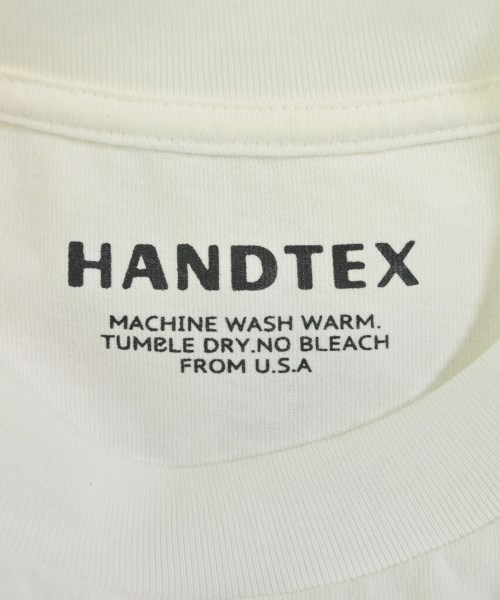 HANDTEX
MACHINE WASH WARM.
TUMBLE DRY.NO BLEACH
FROM U.S.A